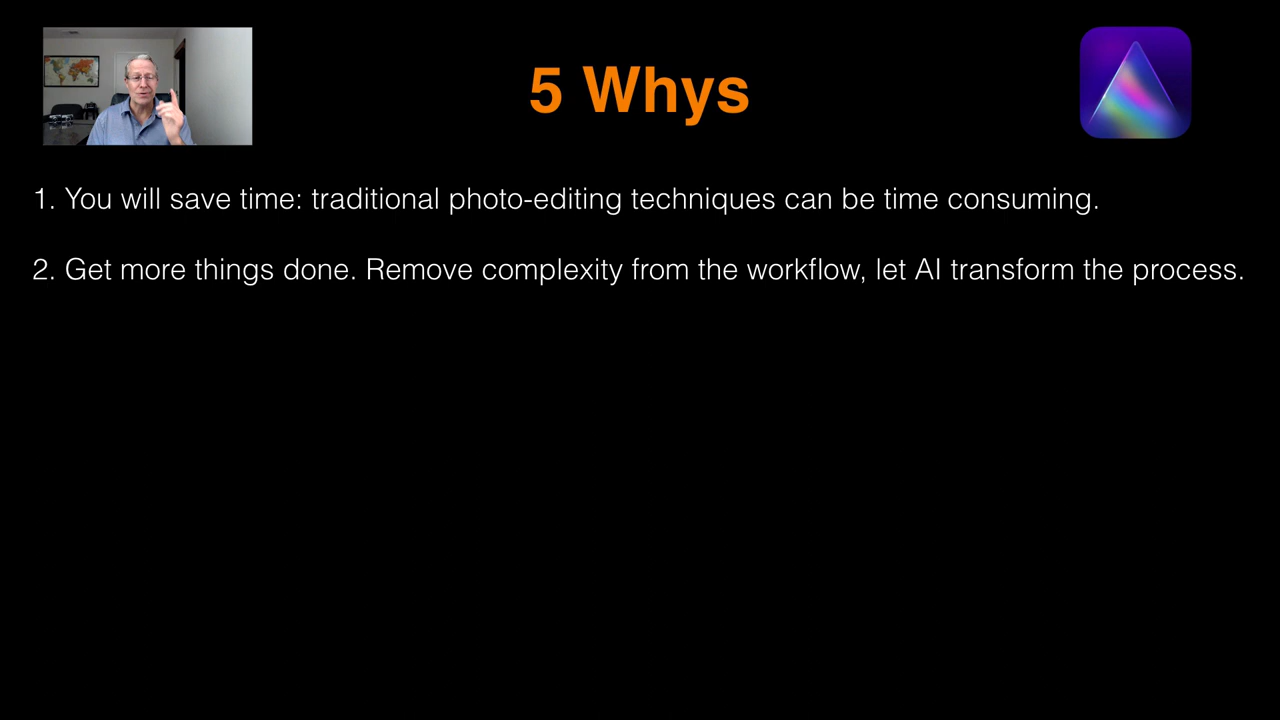 5 Whys
1. You will save time: traditional photo-editing techniques can be time consuming.
2. Get more things done. Remove complexity from the workflow, let AI transform the process.